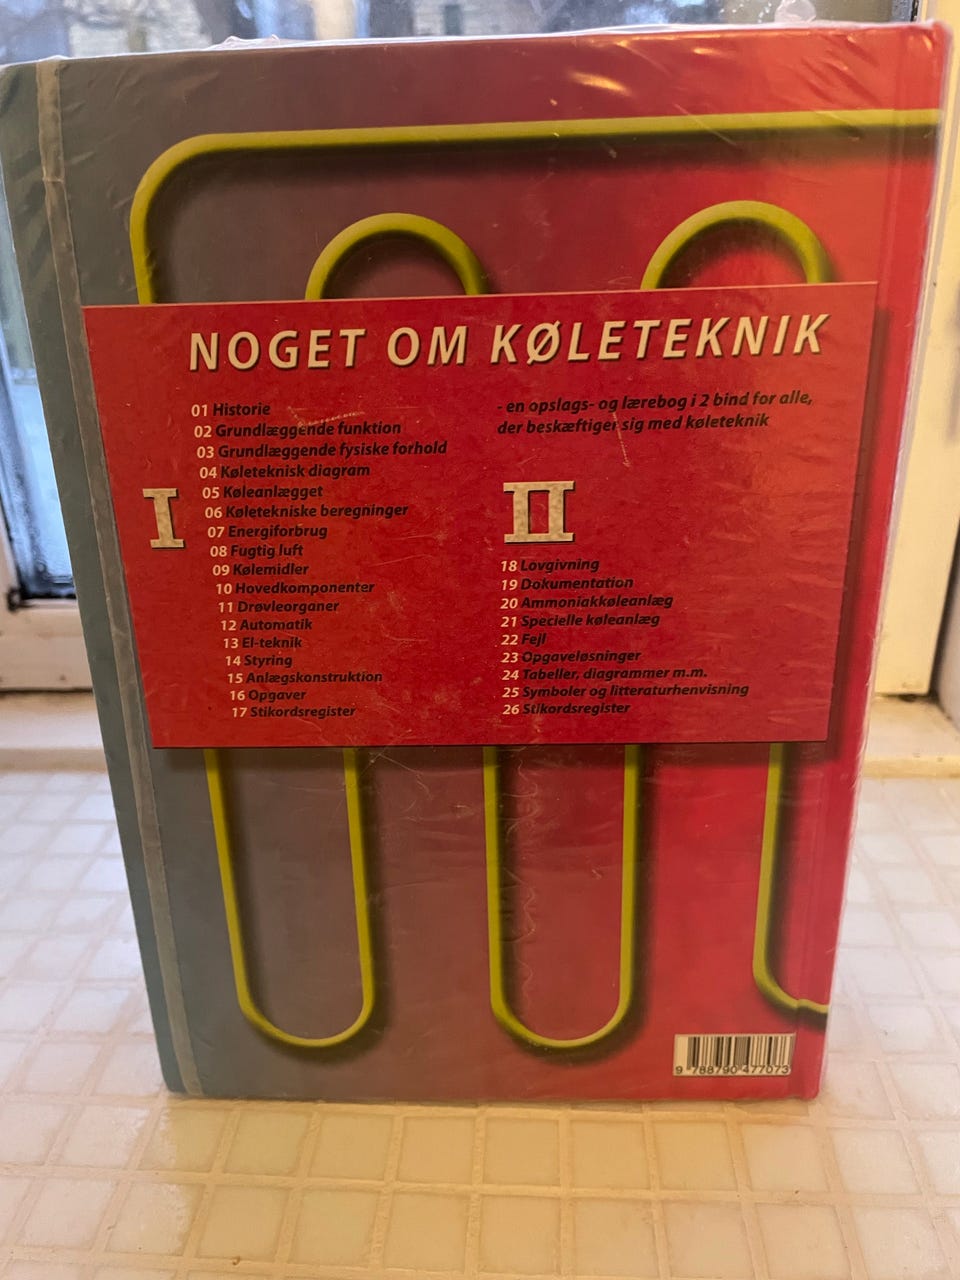 NOGET OM KØLETEKNIK
01 Historie
02 Grundlæggende funktion
03 Grundlæggende fysiske forhold
04 Køleteknisk diagram
I
05 Køleanlægget
06 Køletekniske beregninger
07 Energiforbrug
08 Fugtig luft
09 Kølemidler
10 Hovedkomponenter
11 Drøvleorganer
12 Automatik
13 El-teknik
14 Styring
15 Anlægskonstruktion
16 Opgaver
17 Stikordsregister
- en opslags- og lærebog i 2 bind for alle,
der beskæftiger sig med køleteknik
II
18 Lovgivning
19 Dokumentation
20 Ammoniakkøleanlæg
21 Specielle køleanlæg
22 Fejl
23 Opgaveløsninger
24 Tabeller, diagrammer m.m.
25 Symboler og litteraturhenvisning
26 Stikordsregister
9 788790 477073